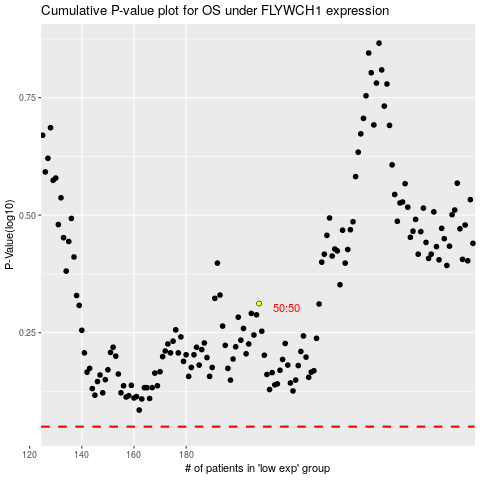 Cumulative P-value plot for OS under FLYWCH1 expression
P-Value(log10)
0.75
0.50
0.25
50:50
120 140 160 180
# of patients in 'low exp' group